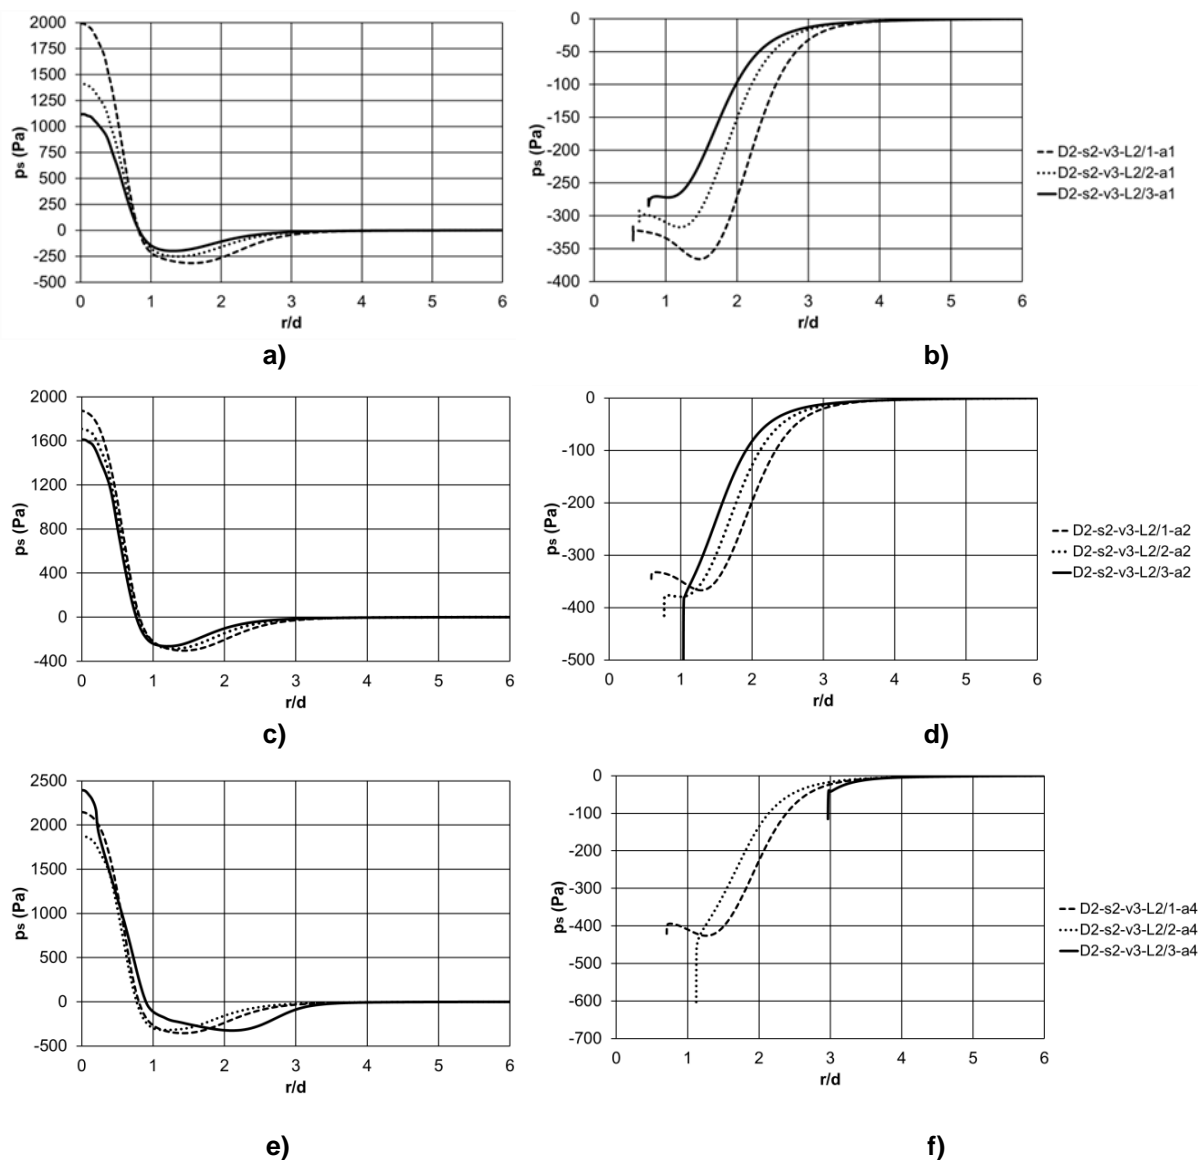 2000
1750
1500
1250
1000
750
500
250
0
-250
-500
ps (Pa)
0 1 2 3 4 5 6
r/d
a)
0
-50
-100
-150
-200
-250
-300
-350
-400
ps (Pa)
0 1 2 3 4 5 6
r/d
D2-s2-v3-L2/1-a1
D2-s2-v3-L2/2-a1
D2-s2-v3-L2/3-a1
b)
2000
1600
1200
800
400
0
-400
ps (Pa)
0 1 2 3 4 5 6
r/d
c)
0
-100
-200
-300
-400
-500
ps (Pa)
0 1 2 3 4 5 6
r/d
D2-s2-v3-L2/1-a2
D2-s2-v3-L2/2-a2
D2-s2-v3-L2/3-a2
d)
2500
2000
1500
1000
500
0
-500
ps (Pa)
0 1 2 3 4 5 6
r/d
e)
0
-100
-200
-300
-400
-500
-600
-700
ps (Pa)
0 1 2 3 4 5 6
r/d
D2-s2-v3-L2/1-a4
D2-s2-v3-L2/2-a4
D2-s2-v3-L2/3-a4
f)